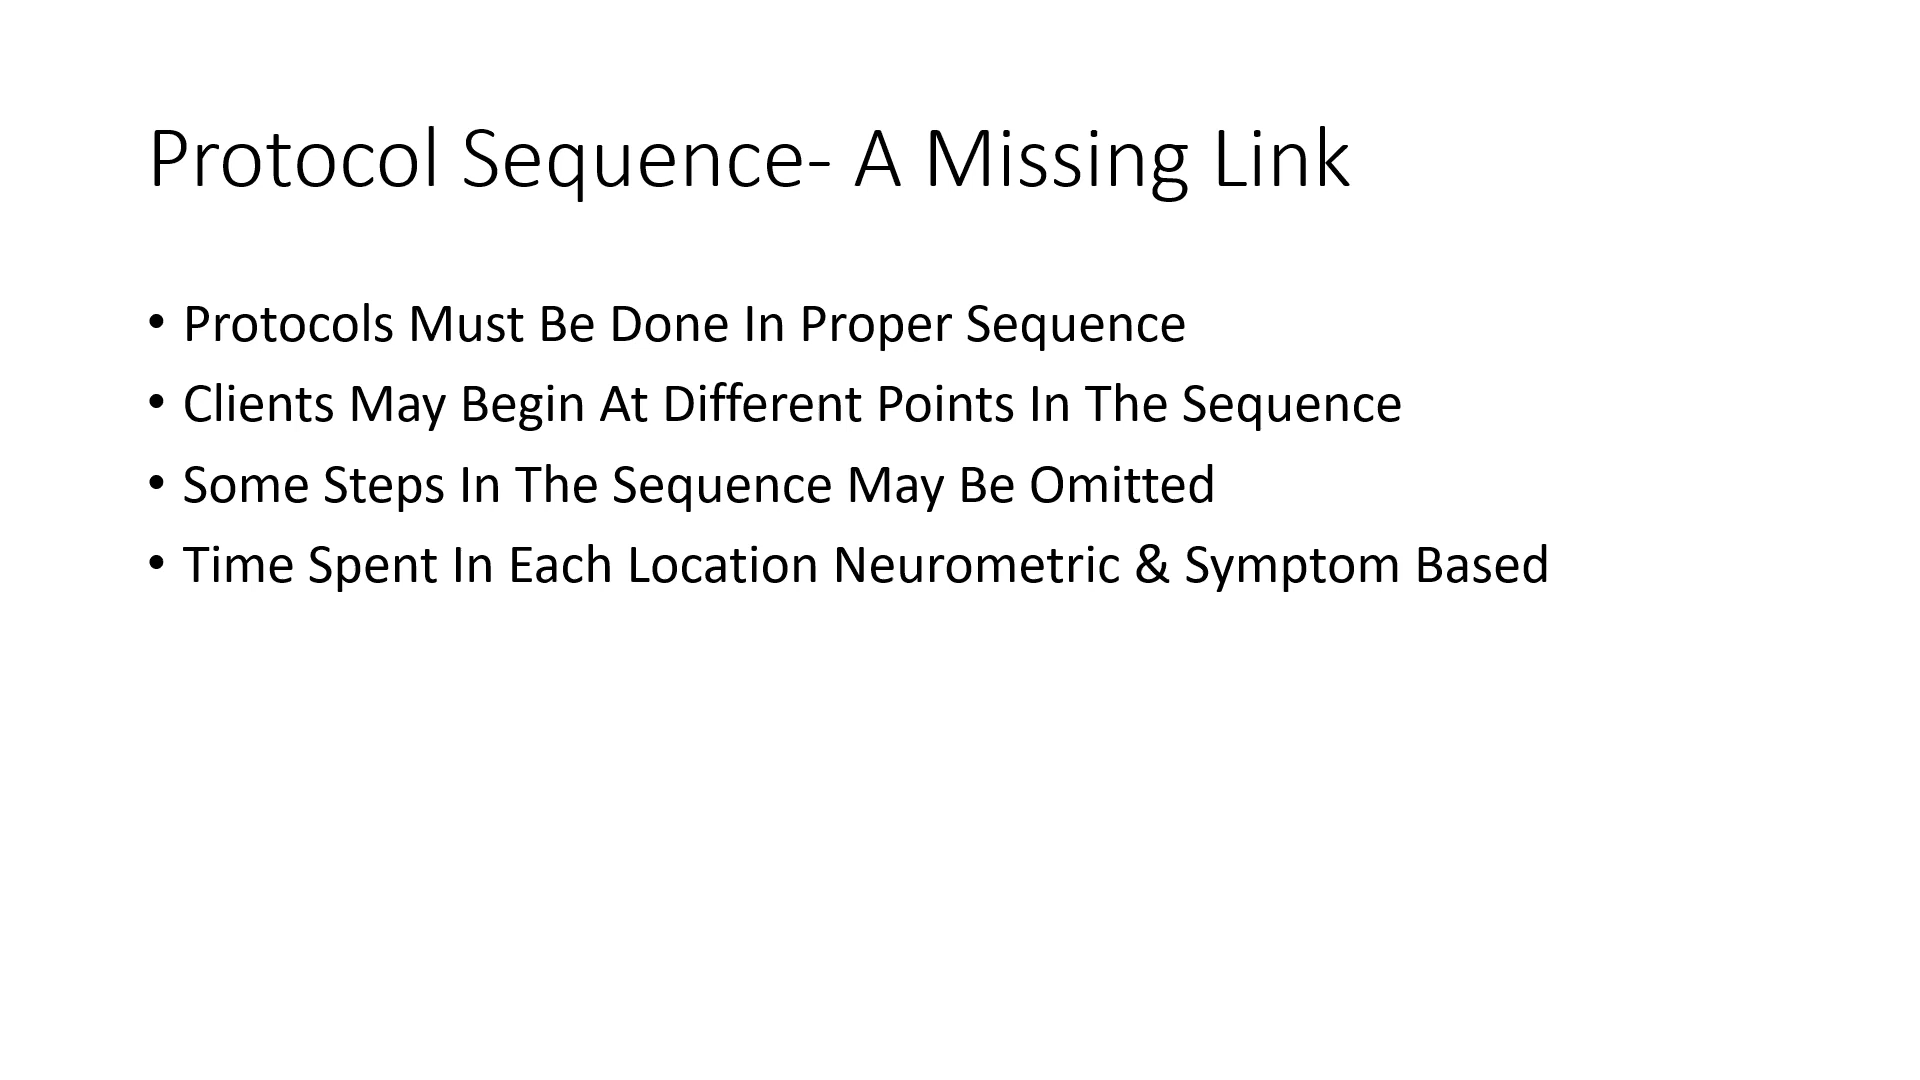 Protocol Sequence- A Missing Link
• Protocols Must Be Done In Proper Sequence
• Clients May Begin At Different Points In The Sequence
• Some Steps In The Sequence May Be Omitted
• Time Spent In Each Location Neurometric & Symptom Based